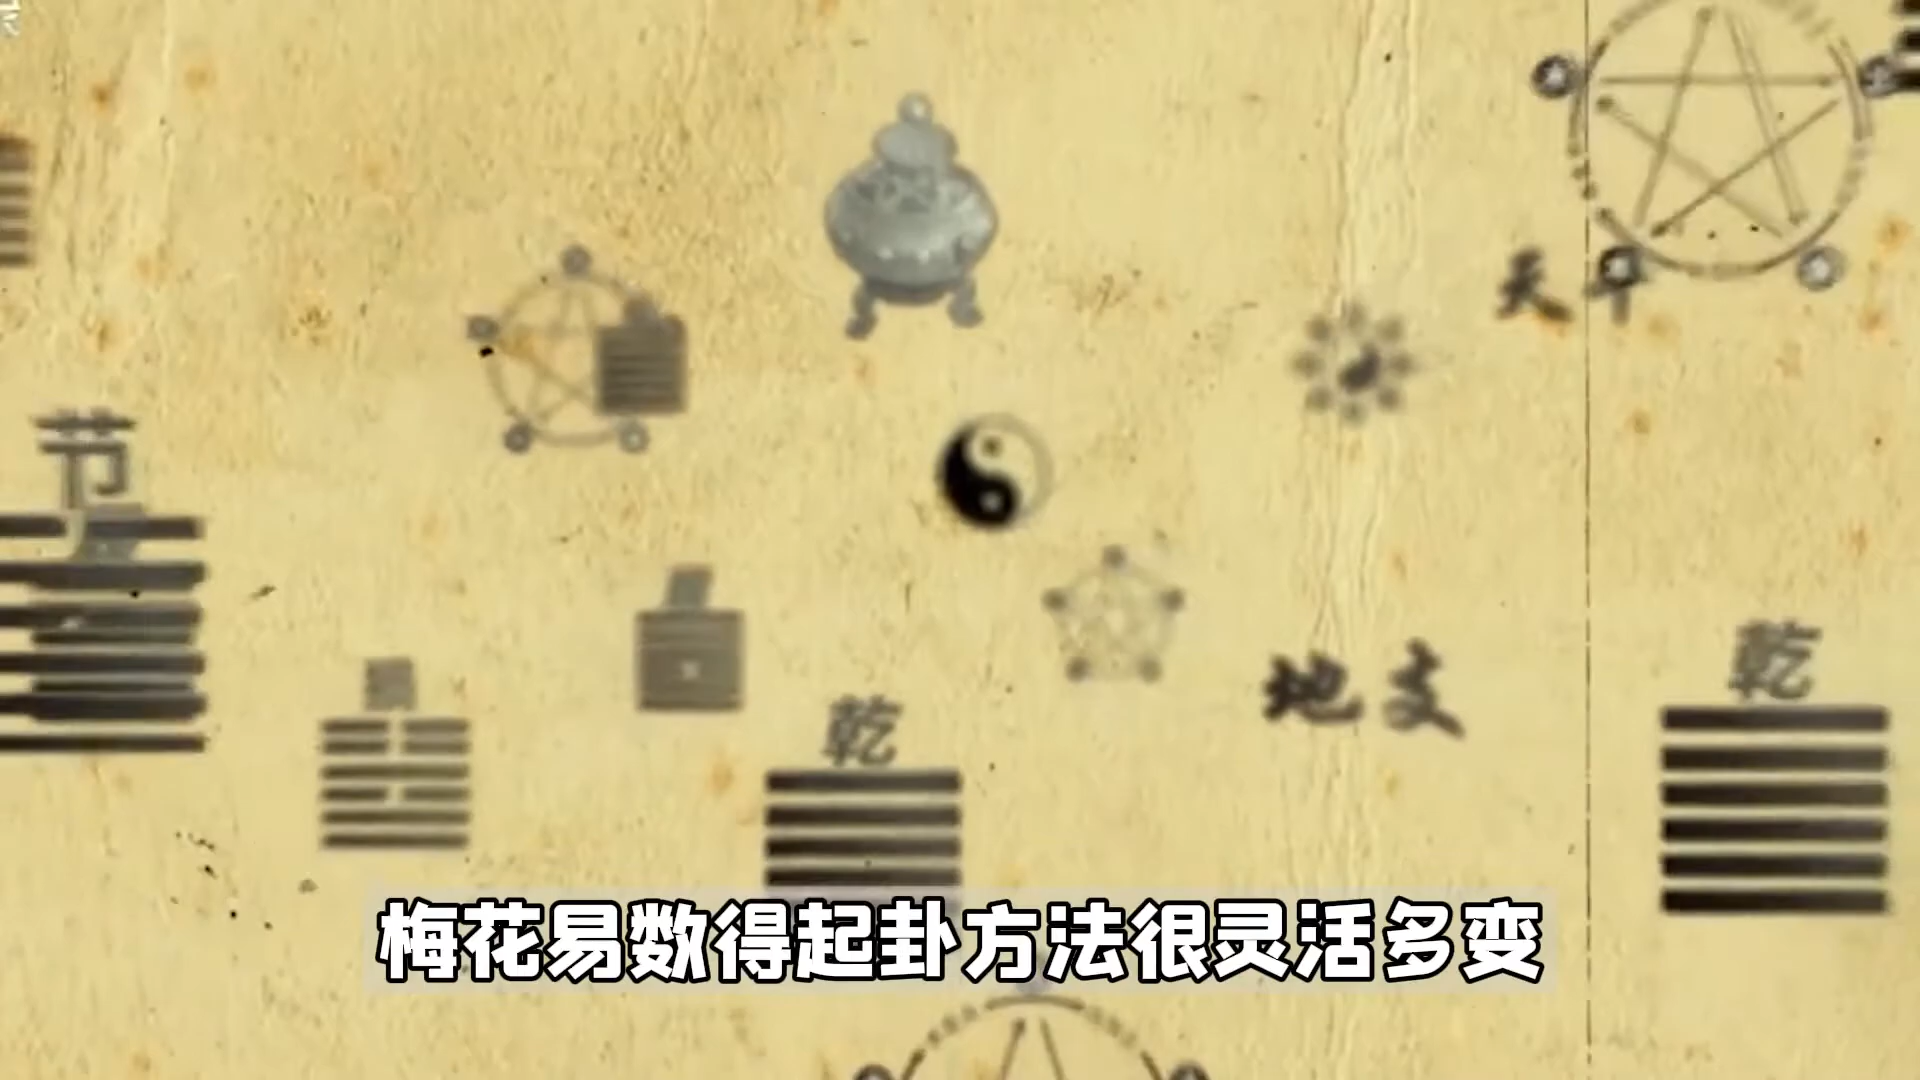 天干
节
乾
地支
乾
梅花易数得起卦方法很灵活多变